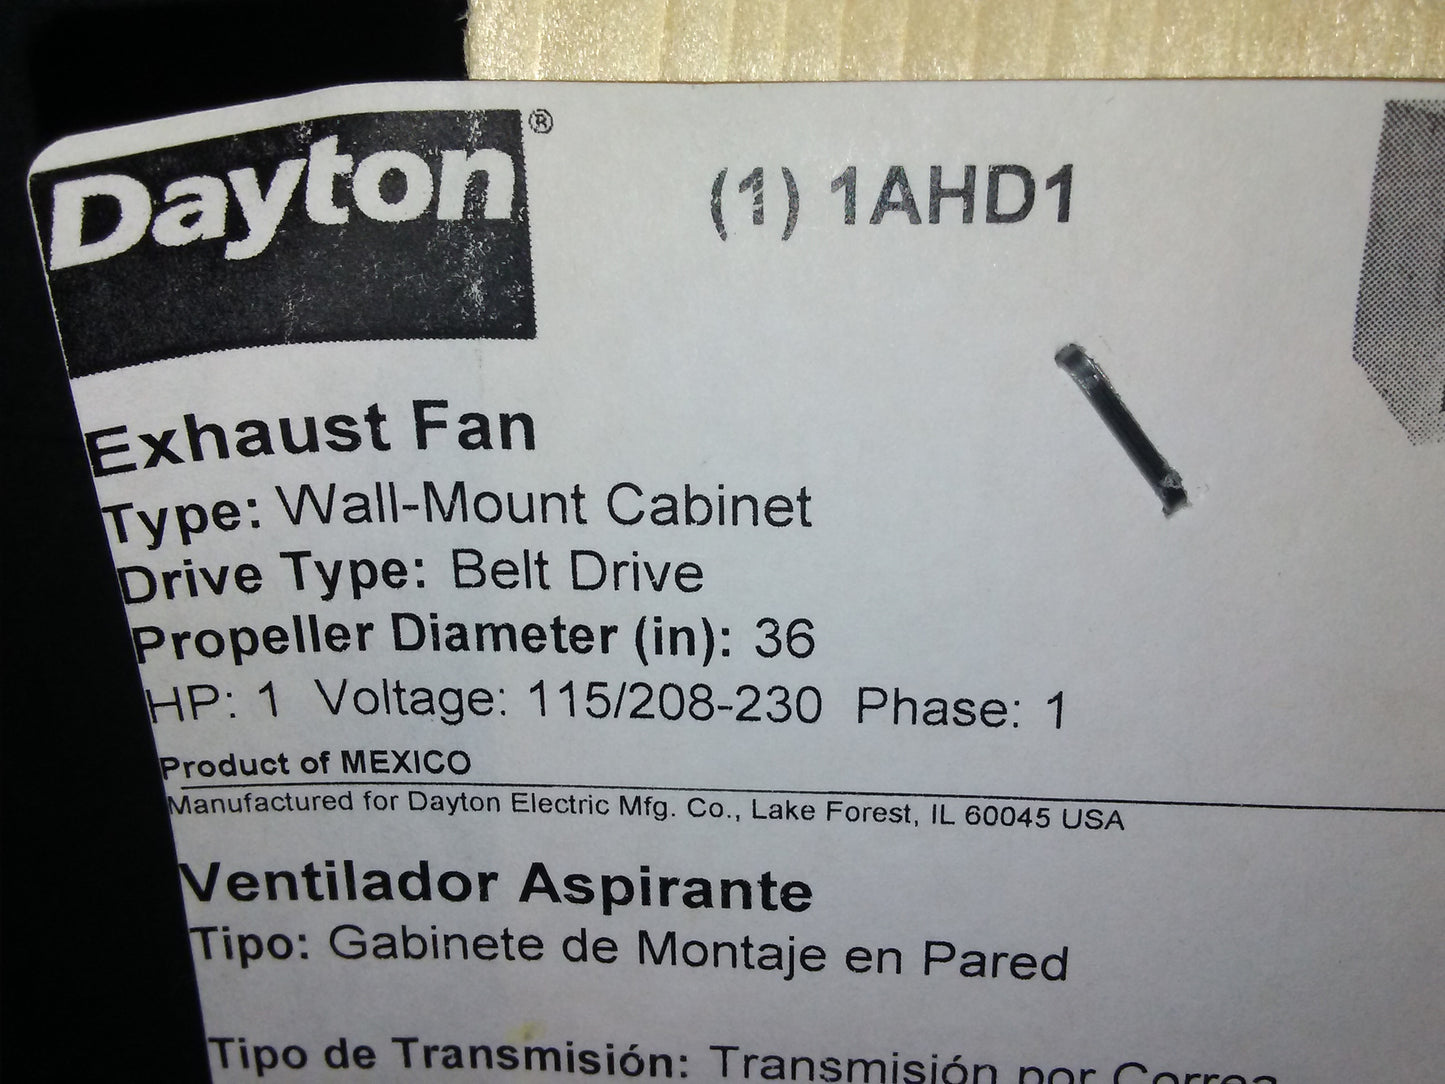 Dayton®
(1) 1AHD1
Exhaust Fan
Type: Wall-Mount Cabinet
Drive Type: Belt Drive
Propeller Diameter (in): 36
HP: 1 Voltage: 115/208-230 Phase: 1
Product of MEXICO
Manufactured for Dayton Electric Mfg. Co., Lake Forest, IL 60045 USA
Ventilador Aspirante
Tipo: Gabinete de Montaje en Pared
Tipo de Transmisión: Transmisión por Correa